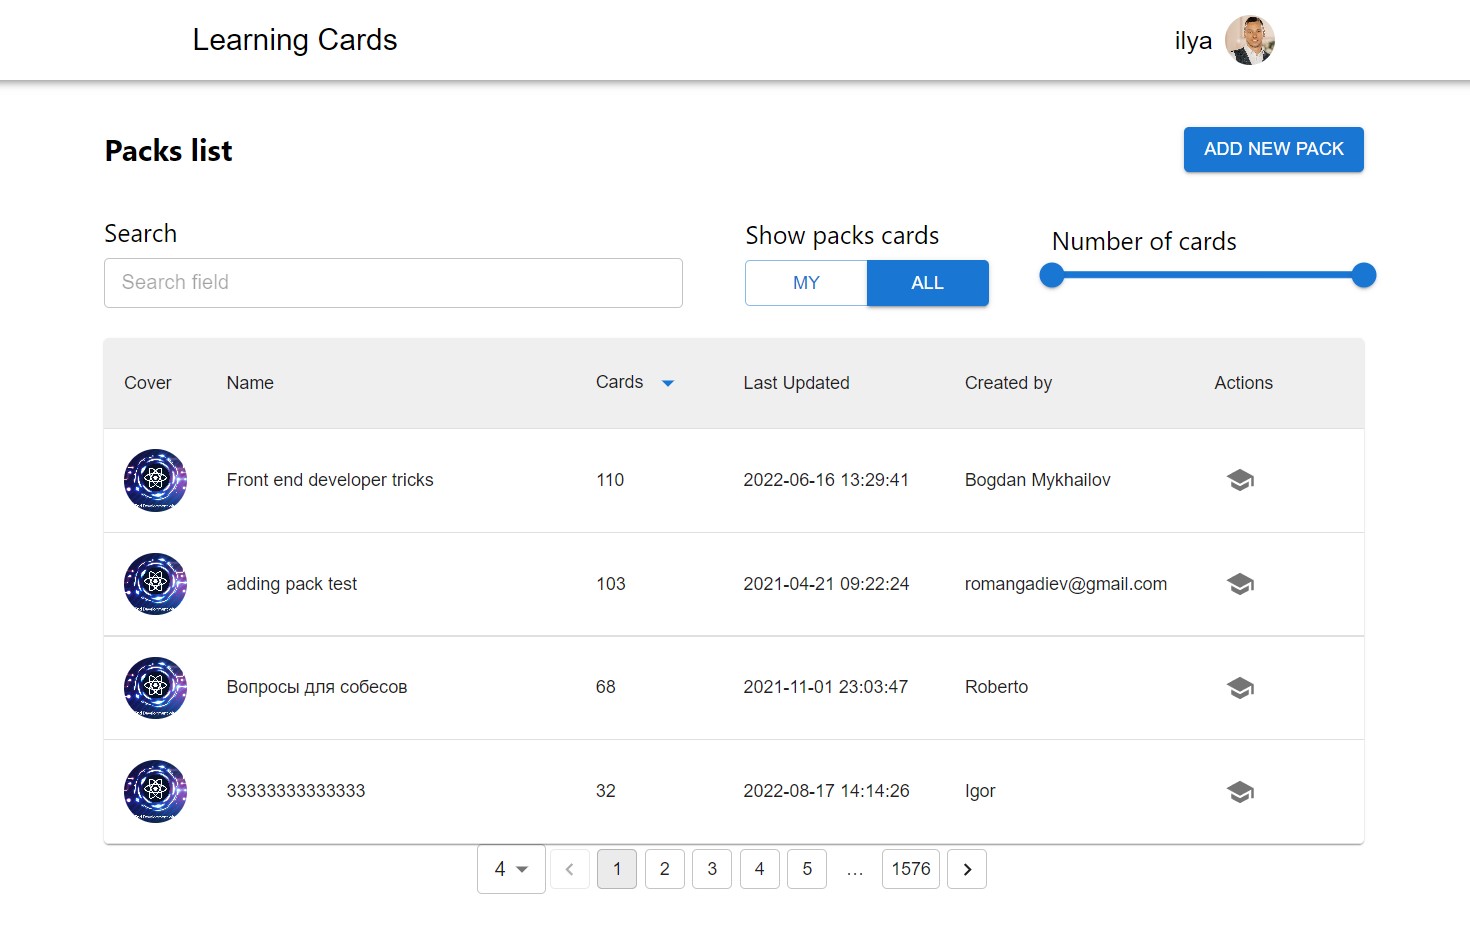 Learning Cards
ilya
Packs list
ADD NEW PACK
Search
Show packs cards
Number of cards
Search field
MY
ALL
Cover Name Cards Last Updated Created by Actions
Front end developer tricks 110 2022-06-16 13:29:41 Bogdan Mykhailov
adding pack test 103 2021-04-21 09:22:24 romangadiev@gmail.com
Вопросы для собесов 68 2021-11-01 23:03:47 Roberto
33333333333333 32 2022-08-17 14:14:26 Igor
4 1 2 3 4 5 ... 1576